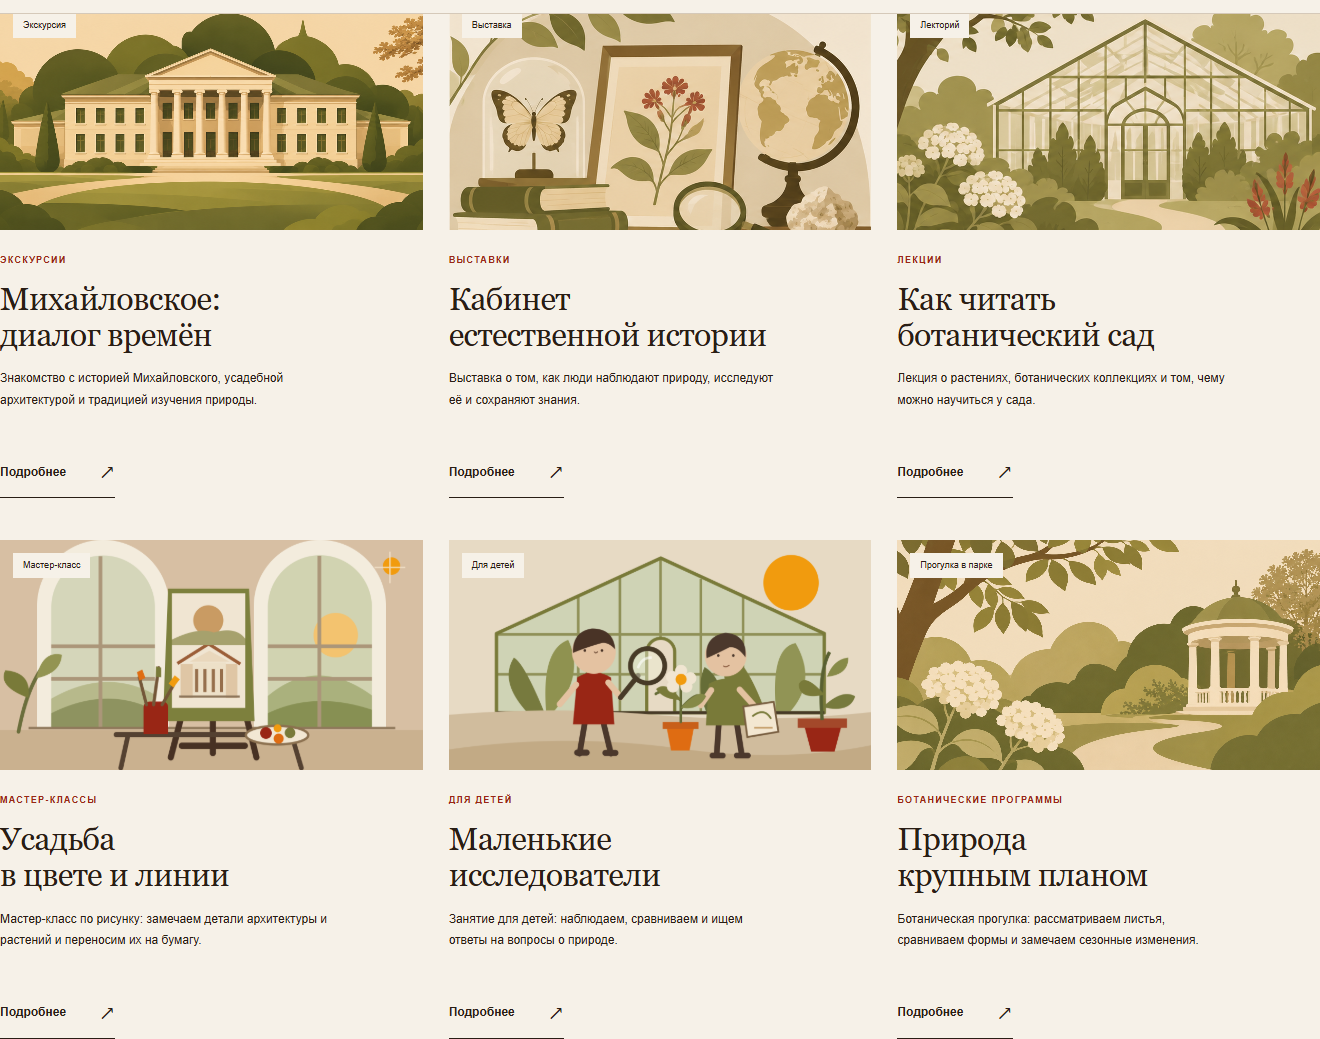 Экскурсия
ЭКСКУРСИИ
Михайловское:
диалог времён
Знакомство с историей Михайловского, усадебной
архитектурой и традицией изучения природы.
Подробнее ↗
Выставка
ВЫСТАВКИ
Кабинет
естественной истории
Выставка о том, как люди наблюдают природу, исследуют
её и сохраняют знания.
Подробнее ↗
Лекторий
ЛЕКЦИИ
Как читать
ботанический сад
Лекция о растениях, ботанических коллекциях и том, чему
можно научиться у сада.
Подробнее ↗
Мастер-класс
МАСТЕР-КЛАССЫ
Усадьба
в цвете и линии
Мастер-класс по рисунку: замечаем детали архитектуры и
растений и переносим их на бумагу.
Подробнее ↗
Для детей
ДЛЯ ДЕТЕЙ
Маленькие
исследователи
Занятие для детей: наблюдаем, сравниваем и ищем
ответы на вопросы о природе.
Подробнее ↗
Прогулка в парке
БОТАНИЧЕСКИЕ ПРОГРАММЫ
Природа
крупным планом
Ботаническая прогулка: рассматриваем листья,
сравниваем формы и замечаем сезонные изменения.
Подробнее ↗